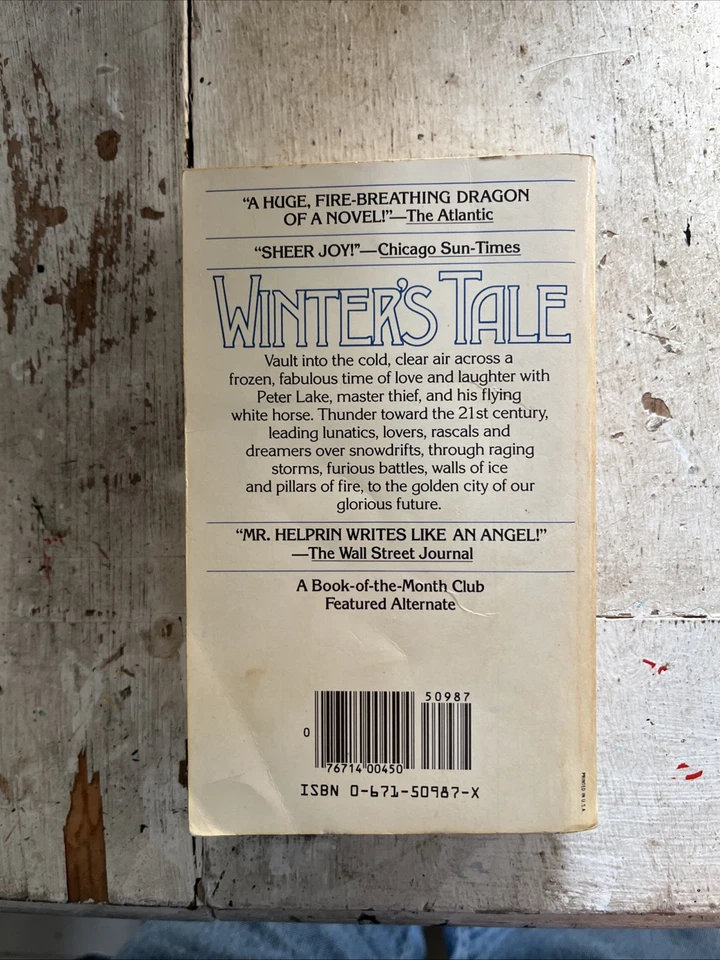 “A HUGE, FIRE-BREATHING DRAGON
OF A NOVEL!”—The Atlantic
“SHEER JOY!”—Chicago Sun-Times
WINTER'S TALE
Vault into the cold, clear air across a
frozen, fabulous time of love and laughter with
Peter Lake, master thief, and his flying
white horse. Thunder toward the 21st century,
leading lunatics, lovers, rascals and
dreamers over snowdrifts, through raging
storms, furious battles, walls of ice
and pillars of fire, to the golden city of our
glorious future.
“MR. HELPRIN WRITES LIKE AN ANGEL!”
—The Wall Street Journal
A Book-of-the-Month Club
Featured Alternate
50987
0
76714 00450
ISBN 0-671-50987-X
PRINTED IN U.S.A.